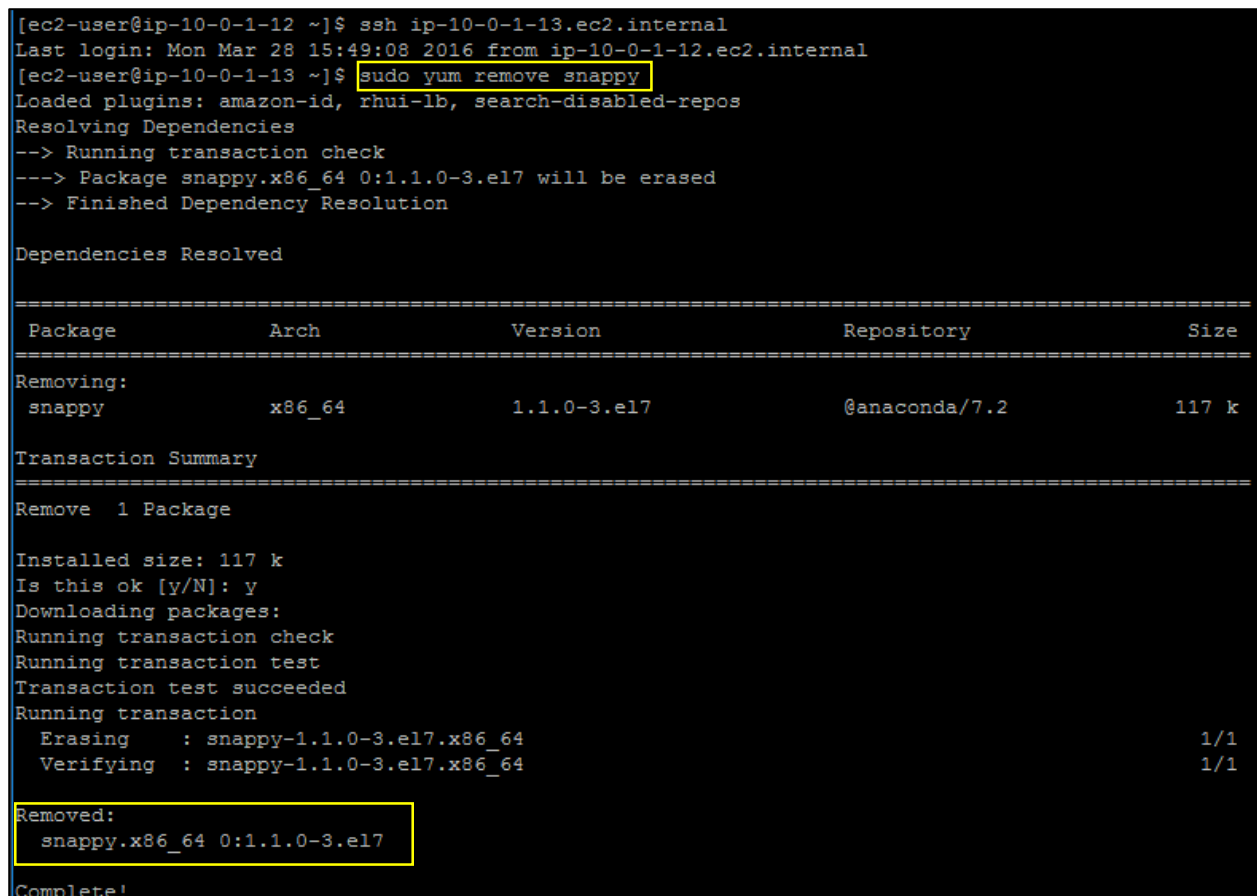 [ec2-user@ip-10-0-1-12 ~]$ ssh ip-10-0-1-13.ec2.internal
Last login: Mon Mar 28 15:49:08 2016 from ip-10-0-1-12.ec2.internal
[ec2-user@ip-10-0-1-13 ~]$ sudo yum remove snappy
Loaded plugins: amazon-id, rhui-lb, search-disabled-repos
Resolving Dependencies
--> Running transaction check
---> Package snappy.x86_64 0:1.1.0-3.el7 will be erased
--> Finished Dependency Resolution
Dependencies Resolved
================================================================================
Package Arch Version Repository Size
================================================================================
Removing:
snappy x86_64 1.1.0-3.el7 @anaconda/7.2 117 k
Transaction Summary
================================================================================
Remove 1 Package
Installed size: 117 k
Is this ok [y/N]: y
Downloading packages:
Running transaction check
Running transaction test
Transaction test succeeded
Running transaction
Erasing : snappy-1.1.0-3.el7.x86_64 1/1
Verifying : snappy-1.1.0-3.el7.x86_64 1/1
Removed:
snappy.x86_64 0:1.1.0-3.el7
Complete!